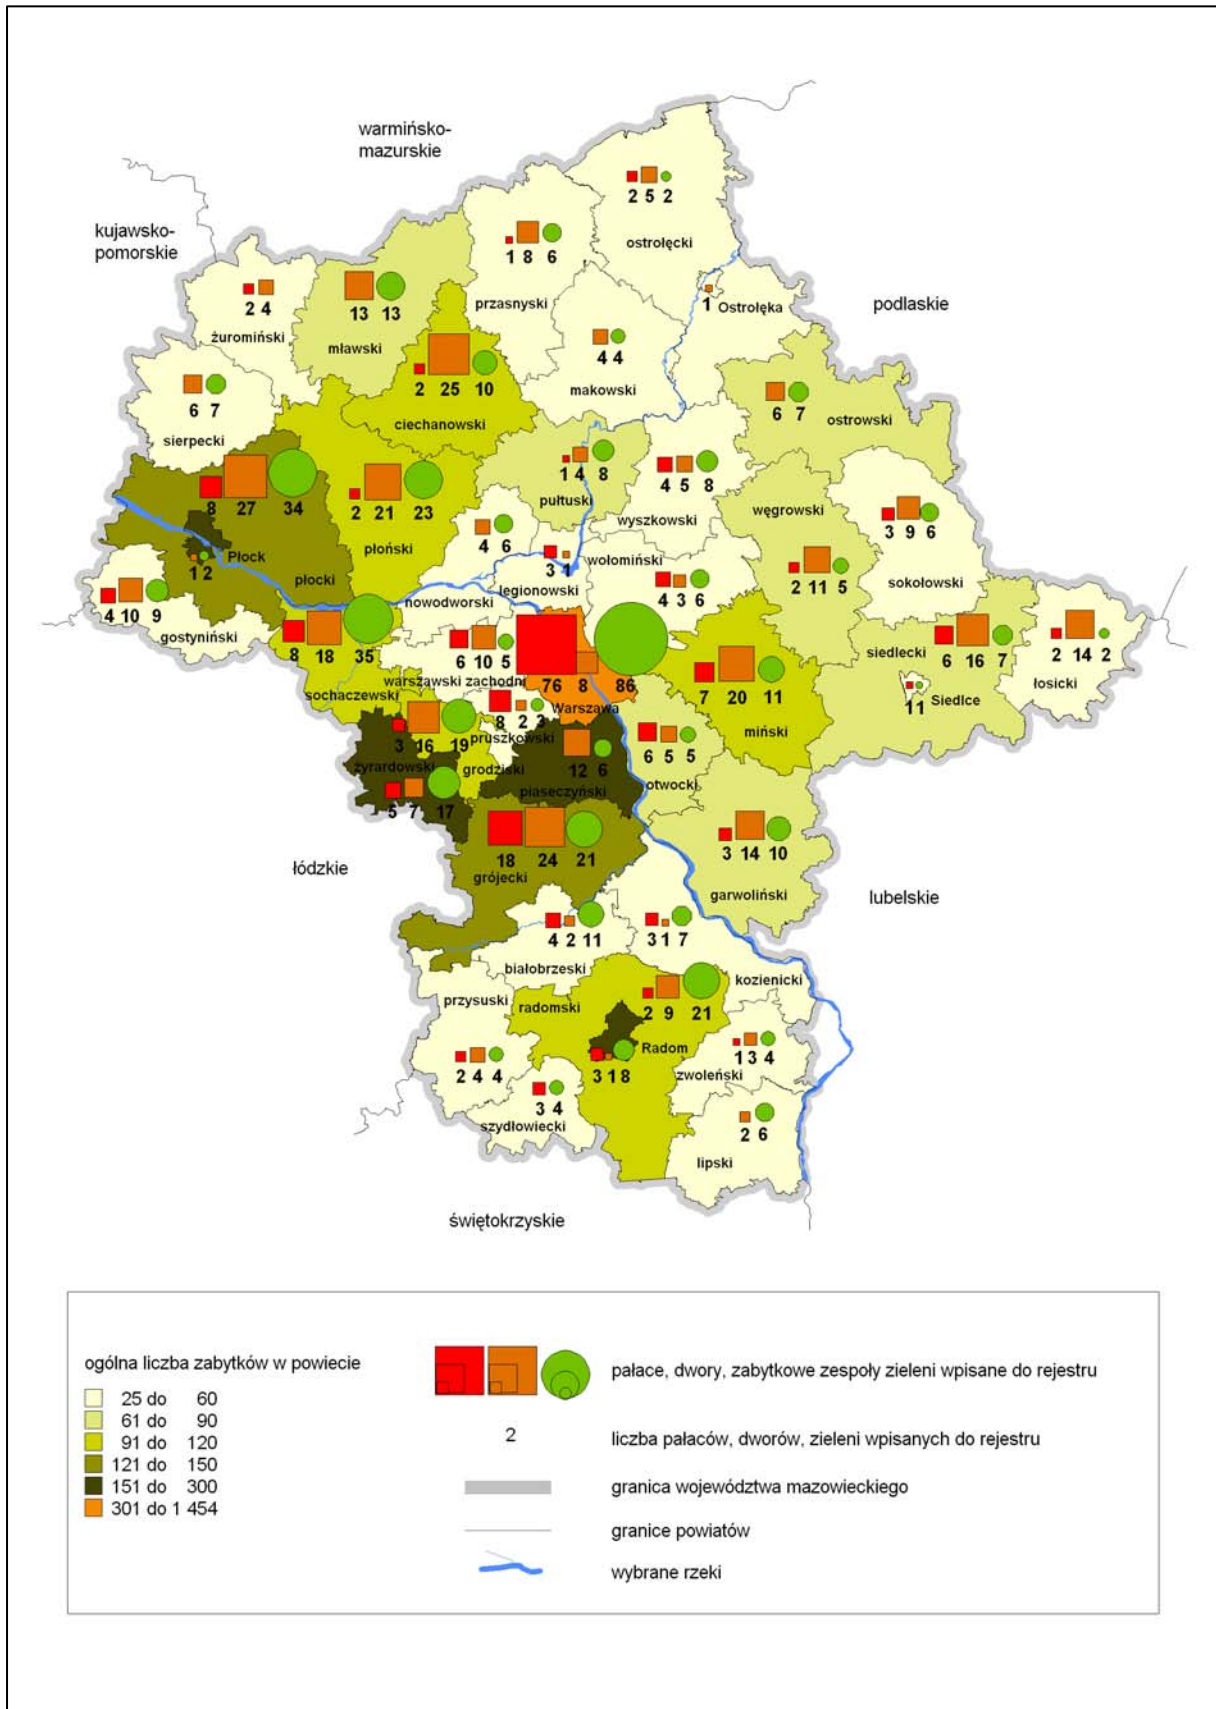 warmińsko-
mazurskie
kujawsko-
pomorskie
podlaskie
2 5 2
ostrołęcki
1 8 6
przasnyski
1
Ostrołęka
2 4
żuromiński
13 13
mławski
2 25 10
ciechanowski
4 4
makowski
6 7
sierpecki
6 7
ostrowski
1 4 8
pułtuski
4 5 8
wyszkowski
węgrowski
2 11 5
3 9 6
sokołowski
8 27 34
płocki
Płock
1 2
2 21 23
płoński
4 6
nowodworski
3 1
legionowski
wołomiński
4 3 6
4 10 9
gostyniński
8 18 35
sochaczewski
6 10 5
warszawski zachodni
76 8 86
Warszawa
7 20 11
miński
siedlecki
6 16 7
1 1
Siedlce
2 14 2
łosicki
8 2 3
pruszkowski
3 16 19
grodziski
żyrardowski
5 7 17
12 6
piaseczyński
6 5 5
otwocki
18 24 21
grójecki
3 14 10
garwoliński
łódzkie
lubelskie
4 2 11
białobrzeski
3 1 7
kozienicki
przysuski
2 4 4
radomski
2 9 21
Radom
3 1 8
1 3 4
zwoleński
3 4
szydłowiecki
2 6
lipski
świętokrzyskie
ogólna liczba zabytków w powiecie
25 do 60
61 do 90
91 do 120
121 do 150
151 do 300
301 do 1 454
pałace, dwory, zabytkowe zespoły zieleni wpisane do rejestru
2 liczba pałaców, dworów, zieleni wpisanych do rejestru
granica województwa mazowieckiego
granice powiatów
wybrane rzeki